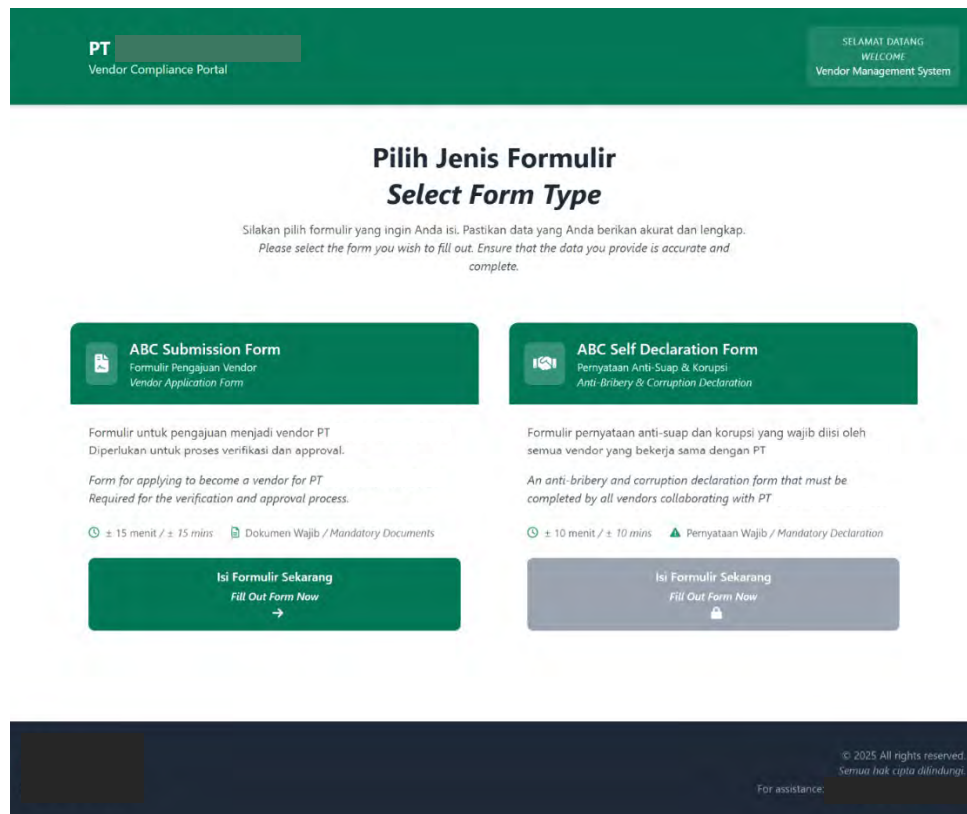 PT
Vendor Compliance Portal
SELAMAT DATANG
WELCOME
Vendor Management System
Pilih Jenis Formulir
Select Form Type
Silakan pilih formulir yang ingin Anda isi. Pastikan data yang Anda berikan akurat dan lengkap.
Please select the form you wish to fill out. Ensure that the data you provide is accurate and
complete.
ABC Submission Form
Formulir Pengajuan Vendor
Vendor Application Form
Formulir untuk pengajuan menjadi vendor PT
Diperlukan untuk proses verifikasi dan approval.
Form for applying to become a vendor for PT
Required for the verification and approval process.
± 15 menit / ± 15 mins Dokumen Wajib / Mandatory Documents
Isi Formulir Sekarang
Fill Out Form Now
ABC Self Declaration Form
Pernyataan Anti-Suap & Korupsi
Anti-Bribery & Corruption Declaration
Formulir pernyataan anti-suap dan korupsi yang wajib diisi oleh
semua vendor yang bekerja sama dengan PT
An anti-bribery and corruption declaration form that must be
completed by all vendors collaborating with PT
± 10 menit / ± 10 mins Pernyataan Wajib / Mandatory Declaration
Isi Formulir Sekarang
Fill Out Form Now
© 2025 All rights reserved.
Semua hak cipta dilindungi.
For assistance: